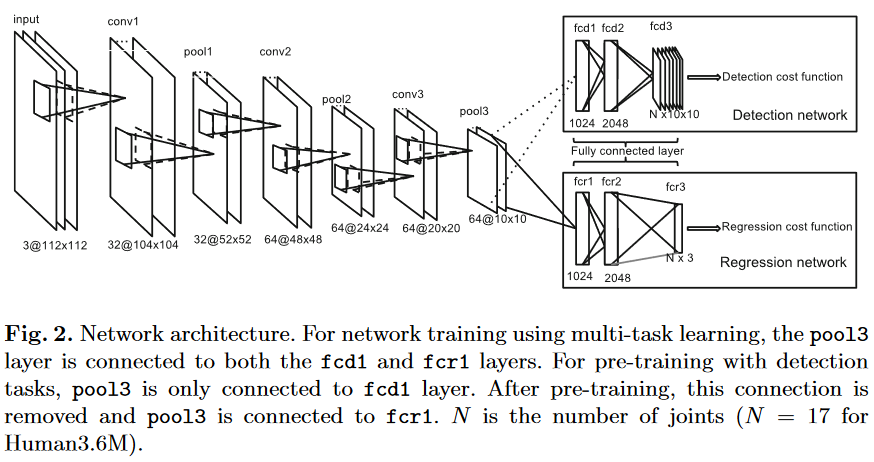 input
conv1
pool1
conv2
pool2
conv3
pool3
3@112x112
32@104x104
32@52x52
64@48x48
64@24x24
64@20x20
64@10x10
fcd1 fcd2 fcd3
Detection cost function
1024 2048 N x10x10
Detection network
Fully connected layer
fcr1 fcr2 fcr3
Regression cost function
N x 3
Regression network
1024 2048
Fig. 2. Network architecture. For network training using multi-task learning, the pool3
layer is connected to both the fcd1 and fcr1 layers. For pre-training with detection
tasks, pool3 is only connected to fcd1 layer. After pre-training, this connection is
removed and pool3 is connected to fcr1. N is the number of joints (N = 17 for
Human3.6M).